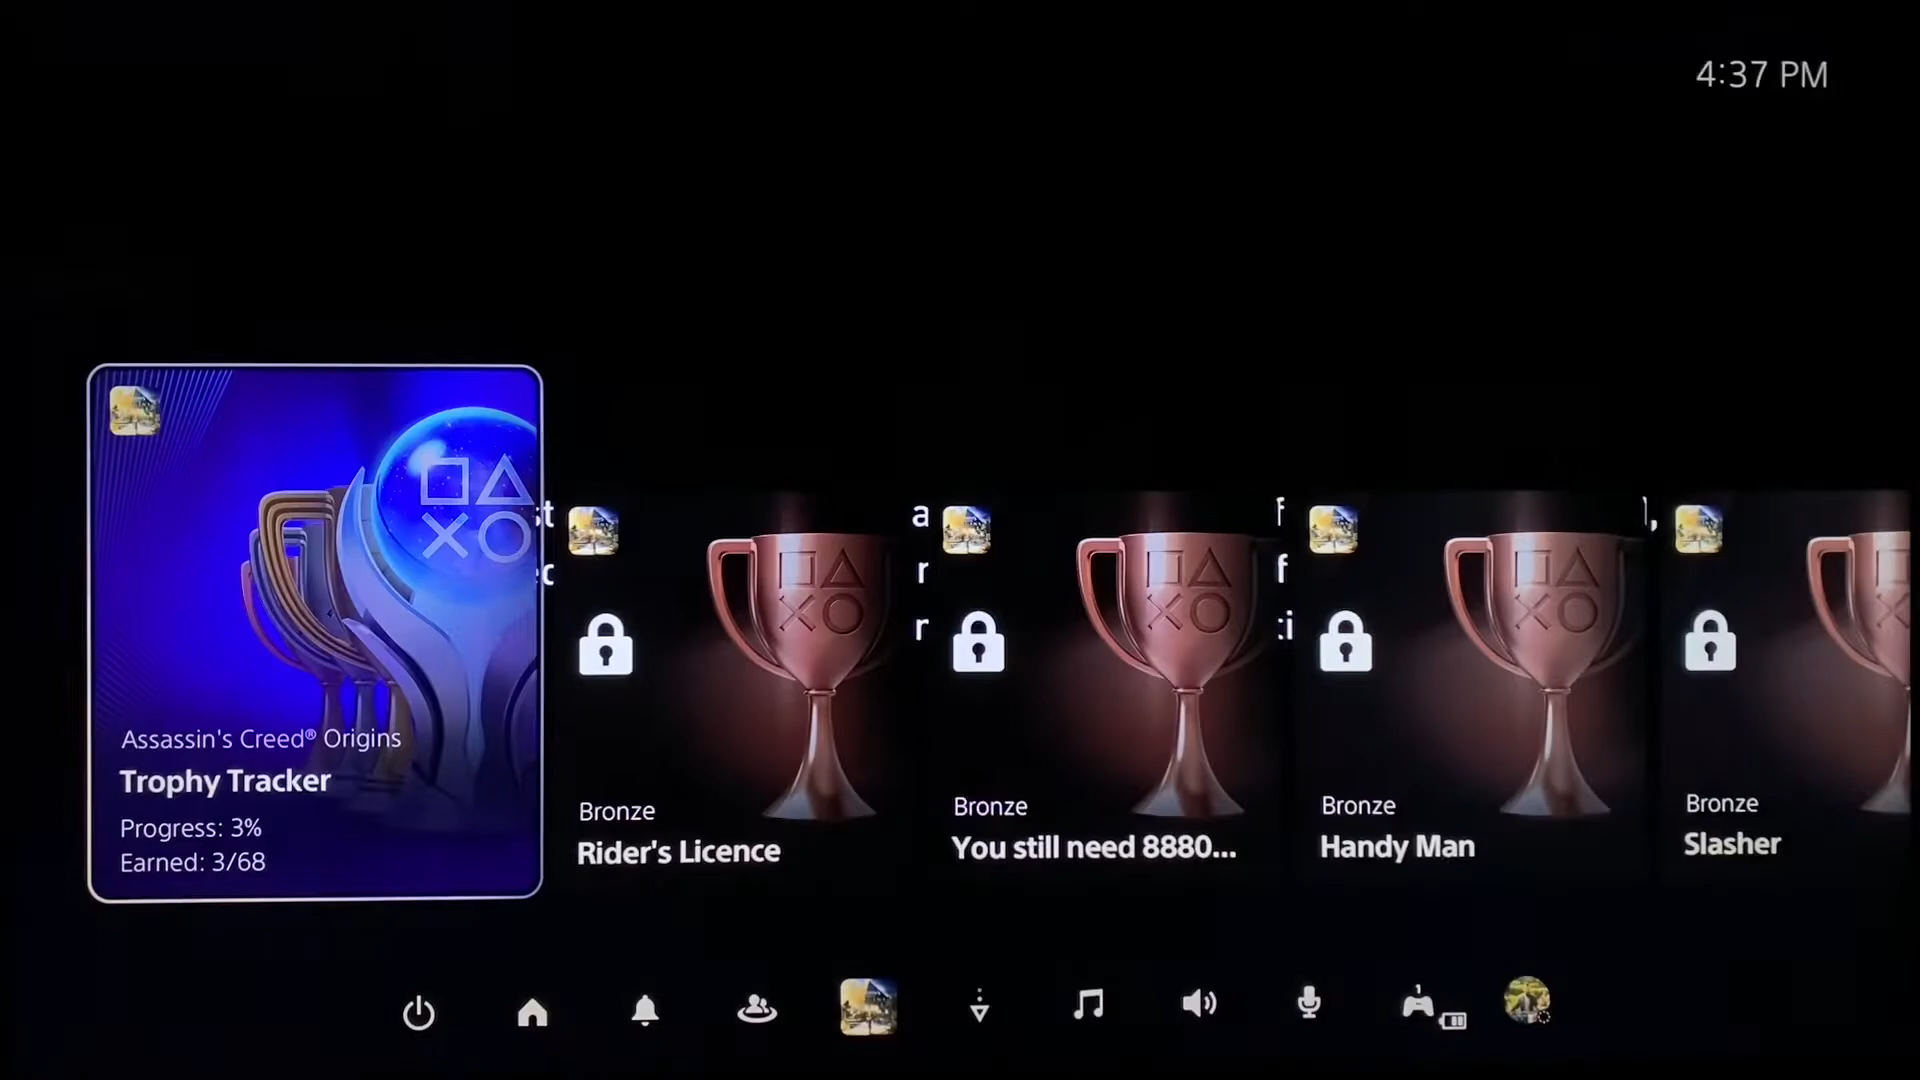 4:37 PM
Assassin's Creed® Origins
Trophy Tracker
Progress: 3%
Earned: 3/68
Bronze
Rider's Licence
Bronze
You still need 8880...
Bronze
Handy Man
Bronze
Slasher
1